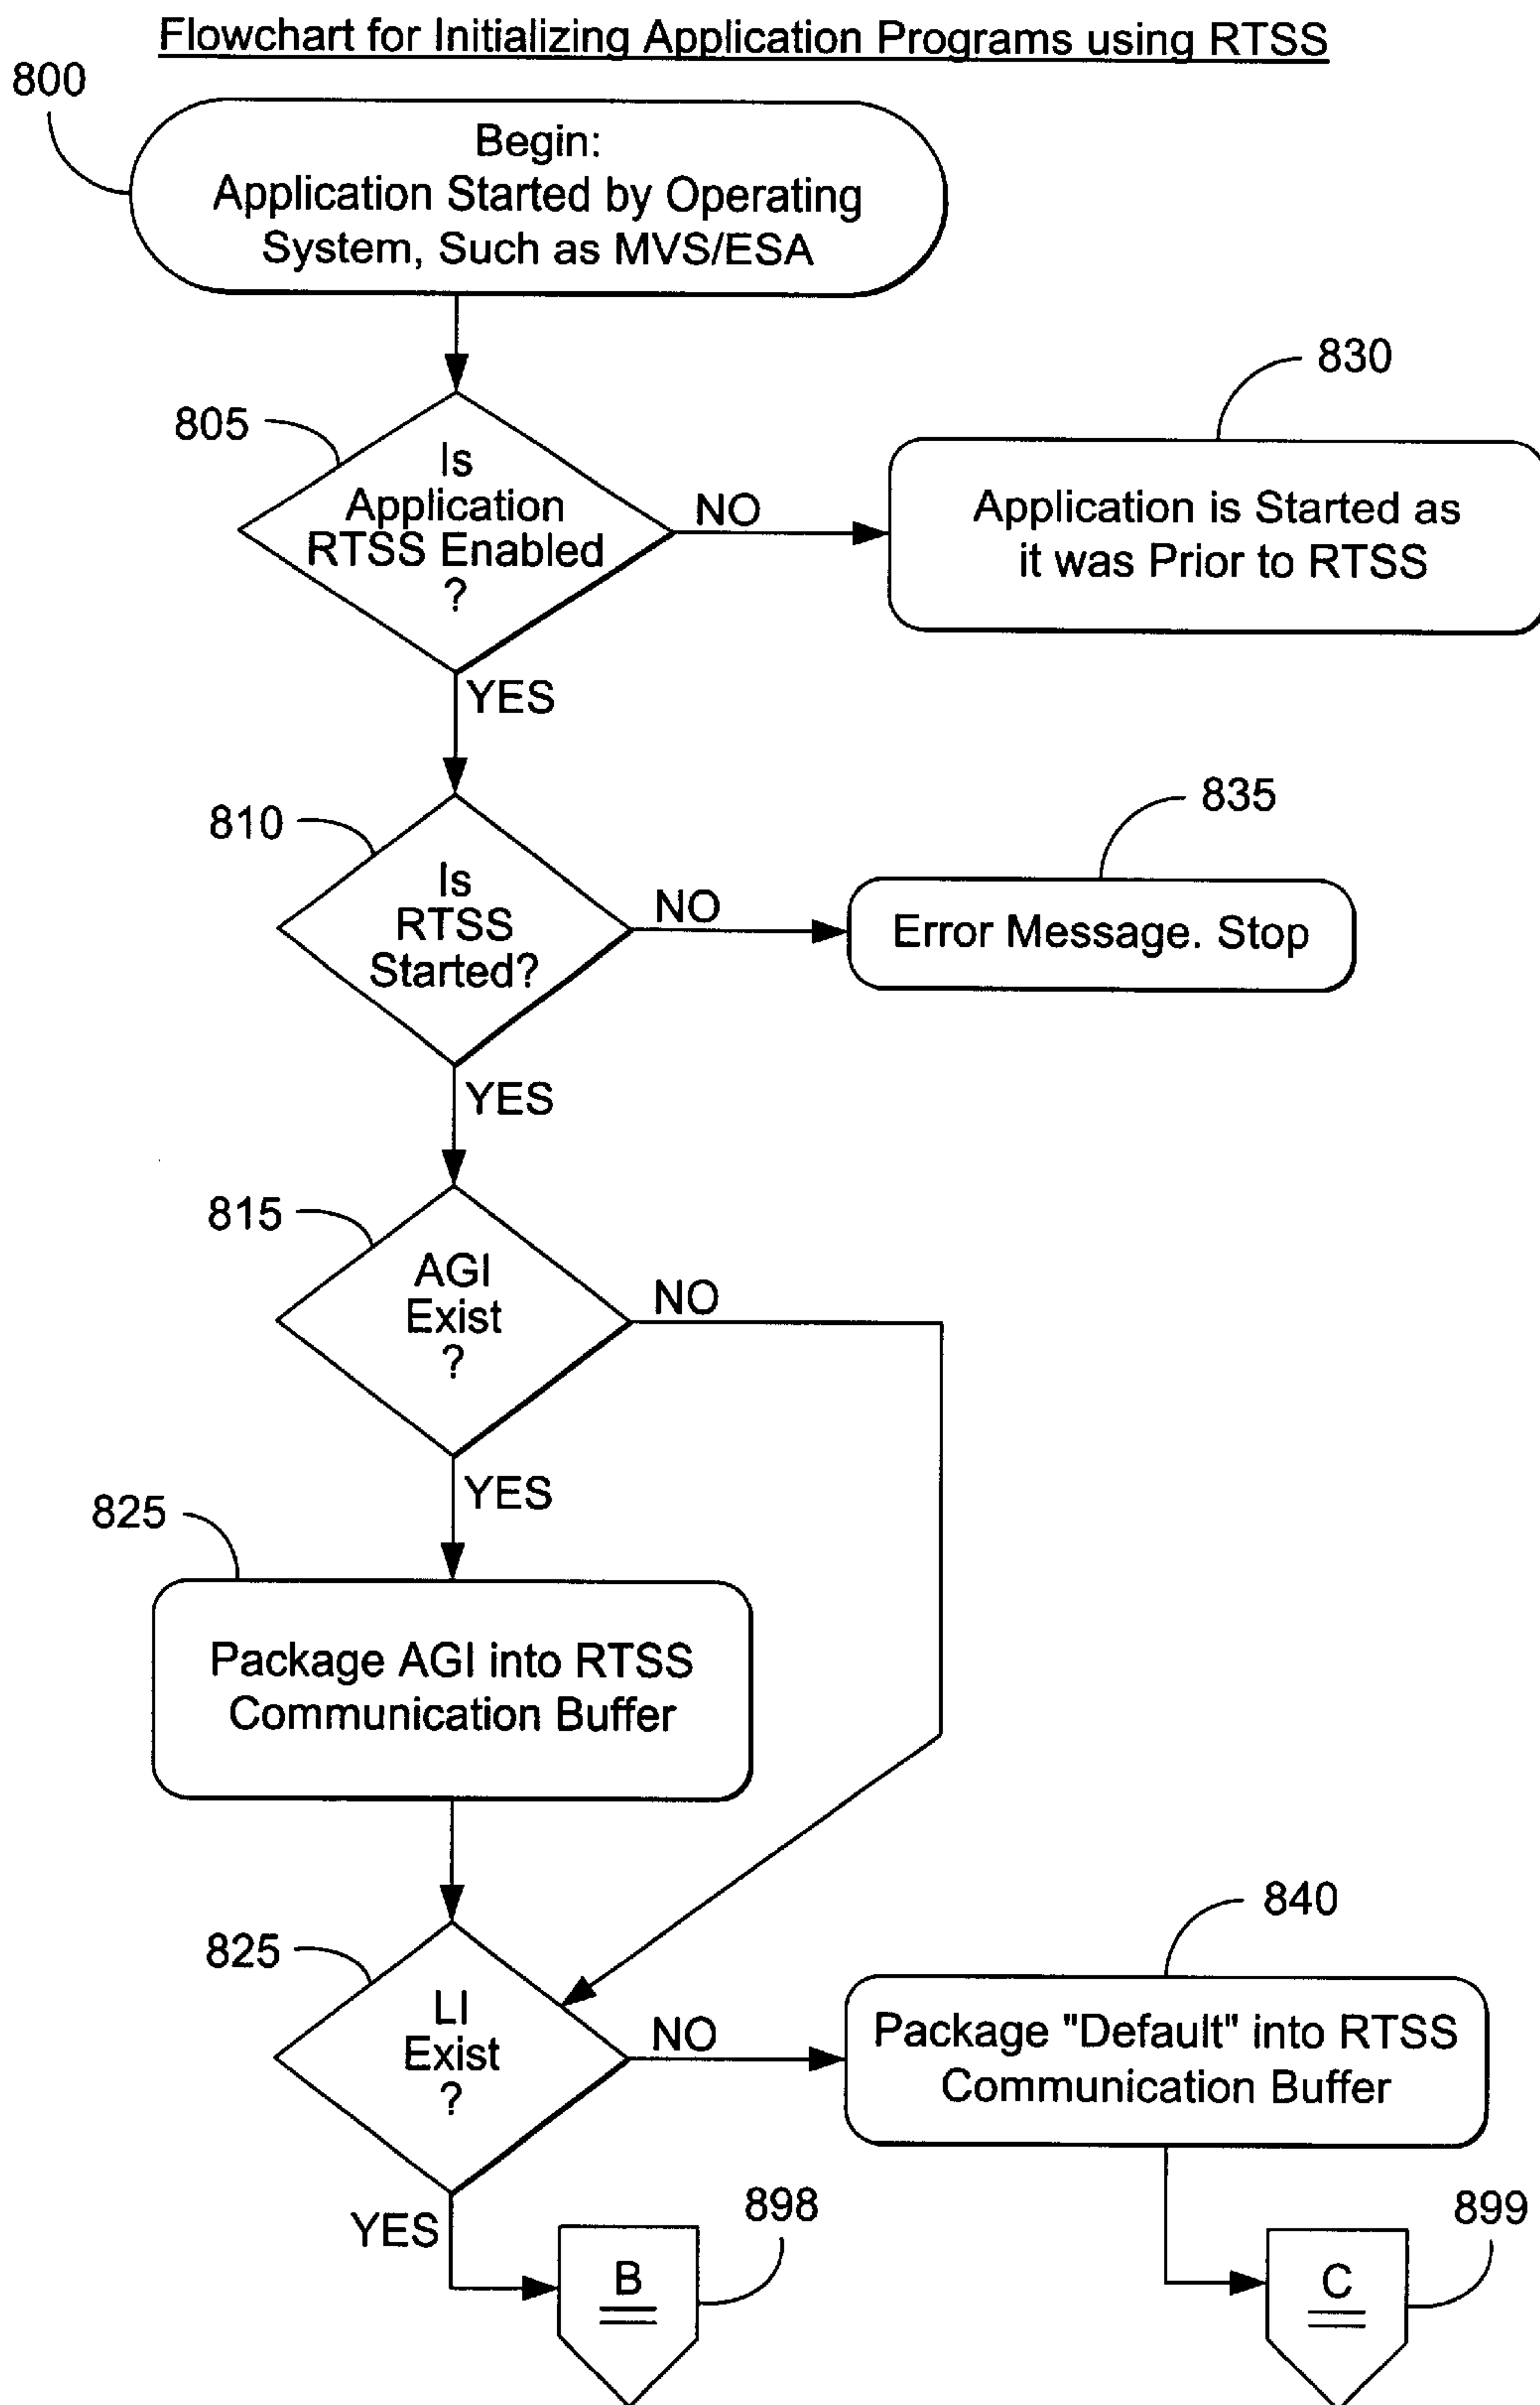 Flowchart for Initializing Application Programs using RTSS
800
Begin:
Application Started by Operating
System, Such as MVS/ESA
830
805
Is
Application
RTSS Enabled
?
NO
Application is Started as
it was Prior to RTSS
YES
835
810
Is
RTSS
Started?
NO
Error Message. Stop
YES
815
AGI
Exist
?
NO
YES
825
Package AGI into RTSS
Communication Buffer
840
825
LI
Exist
?
NO
Package "Default" into RTSS
Communication Buffer
YES
898
B
899
C